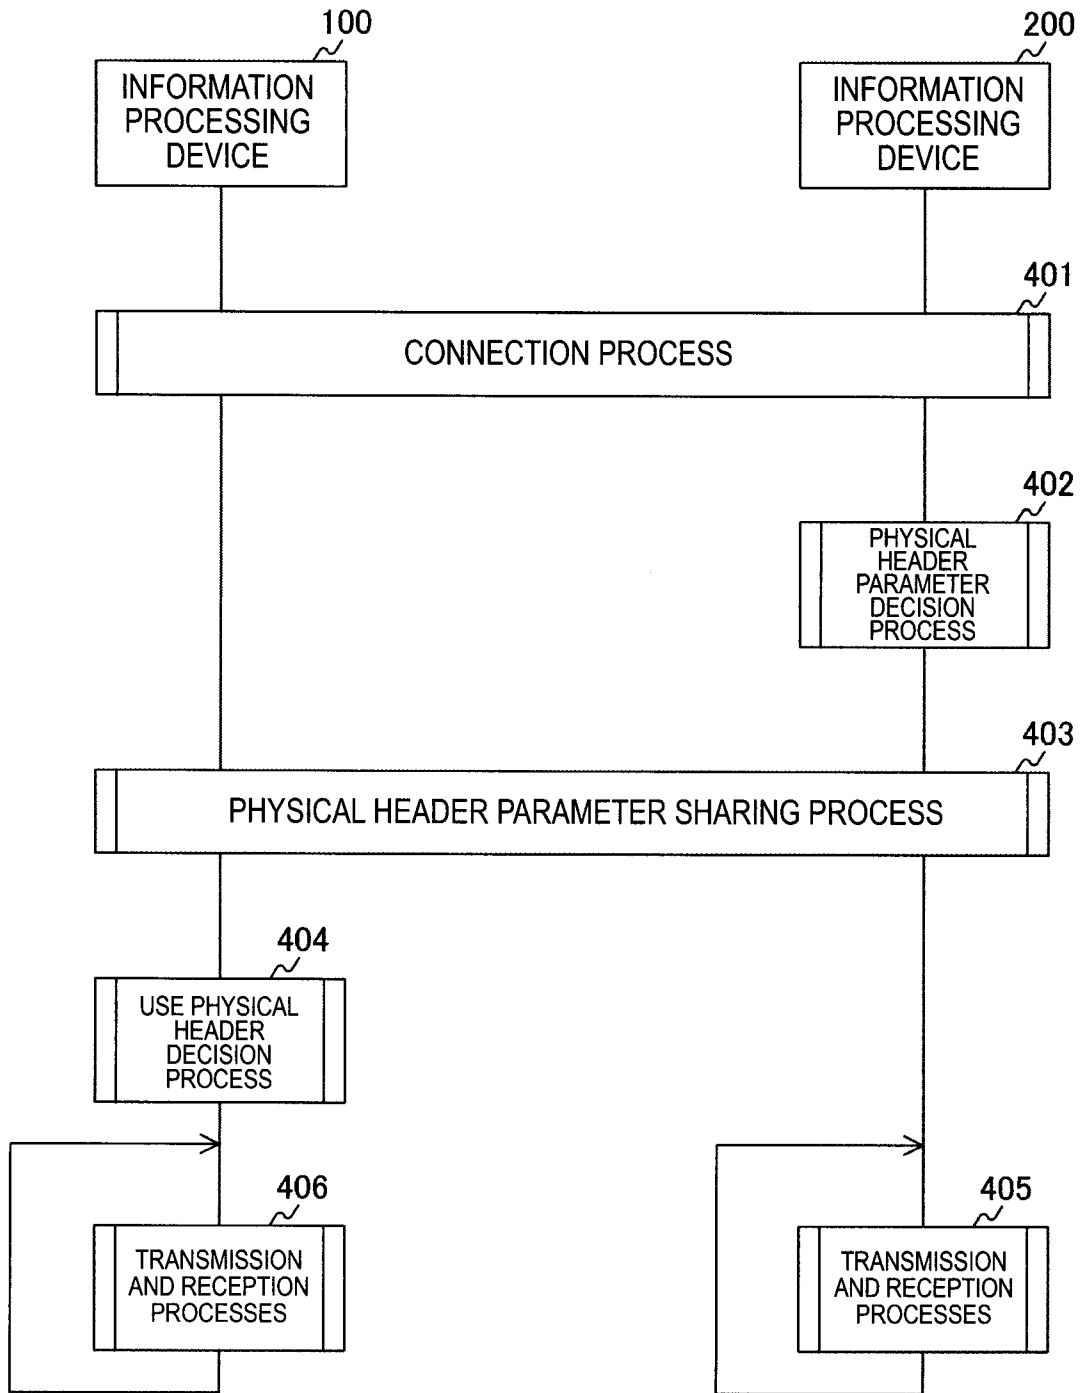 100
INFORMATION
PROCESSING
DEVICE
200
INFORMATION
PROCESSING
DEVICE
401
CONNECTION PROCESS
402
PHYSICAL
HEADER
PARAMETER
DECISION
PROCESS
403
PHYSICAL HEADER PARAMETER SHARING PROCESS
404
USE PHYSICAL
HEADER
DECISION
PROCESS
406
TRANSMISSION
AND RECEPTION
PROCESSES
405
TRANSMISSION
AND RECEPTION
PROCESSES